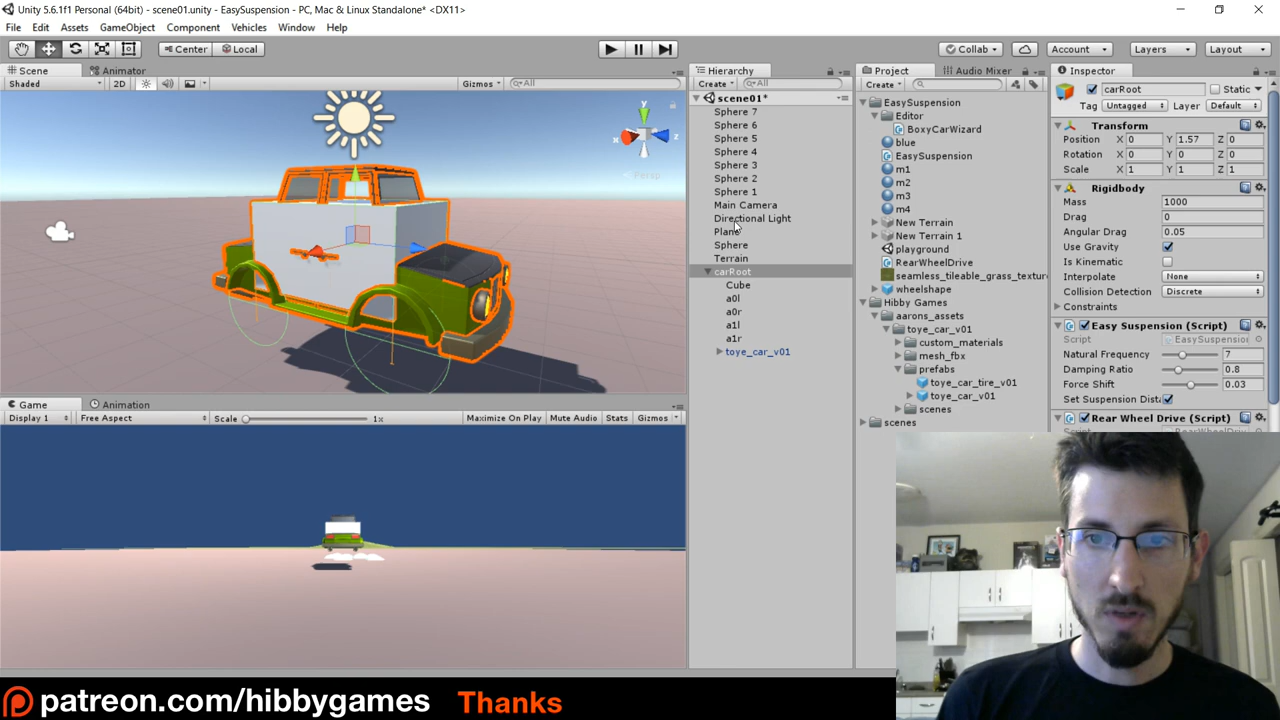 Unity 5.6.1f1 Personal (64bit) - scene01.unity - EasySuspension - PC, Mac & Linux Standalone* <DX11>
File Edit Assets GameObject Component Vehicles Window Help
Center Local Collab Account Layers Layout
Scene Animator
Shaded 2D Gizmos All
y
x z
Persp
Game Animation
Display 1 Free Aspect Scale 1x Maximize On Play Mute Audio Stats Gizmos
Hierarchy
Create All
scene01*
Sphere 7
Sphere 6
Sphere 5
Sphere 4
Sphere 3
Sphere 2
Sphere 1
Main Camera
Directional Light
Plane
Sphere
Terrain
carRoot
Cube
a0l
a0r
a1l
a1r
toye_car_v01
Project Audio Mixer
Create
EasySuspension
Editor
BoxyCarWizard
blue
EasySuspension
m1
m2
m3
m4
New Terrain
New Terrain 1
playground
RearWheelDrive
seamless_tileable_grass_texture
wheelshape
Hibby Games
aarons_assets
toye_car_v01
custom_materials
mesh_fbx
prefabs
toye_car_tire_v01
toye_car_v01
scenes
scenes
Inspector
carRoot Static
Tag Untagged Layer Default
Transform
Position X 0 Y 1.57 Z 0
Rotation X 0 Y 0 Z 0
Scale X 1 Y 1 Z 1
Rigidbody
Mass 1000
Drag 0
Angular Drag 0.05
Use Gravity
Is Kinematic
Interpolate None
Collision Detection Discrete
Constraints
Easy Suspension (Script)
Script EasySuspensio
Natural Frequency 7
Damping Ratio 0.8
Force Shift 0.03
Set Suspension Dista
Rear Wheel Drive (Script)
patreon.com/hibbygames Thanks